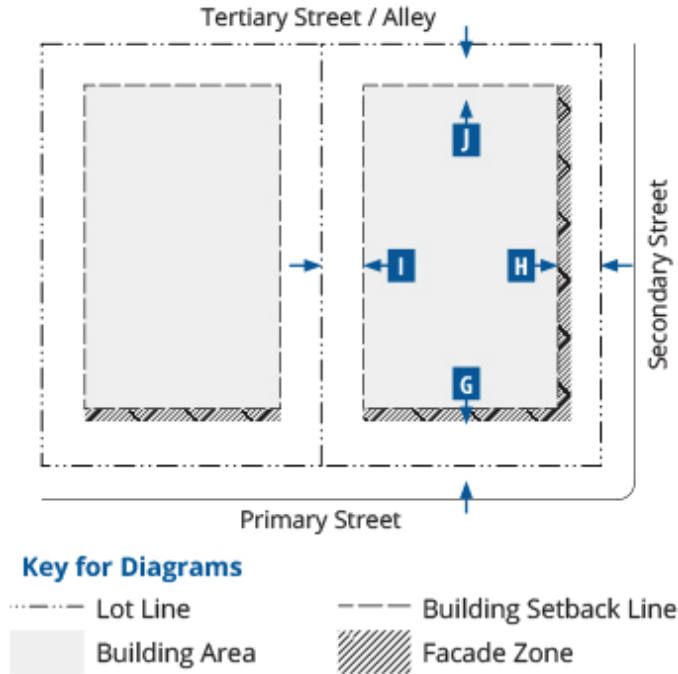 Tertiary Street / Alley
J
I
H
Secondary Street
G
Primary Street
Key for Diagrams
Lot Line
Building Setback Line
Building Area
Facade Zone